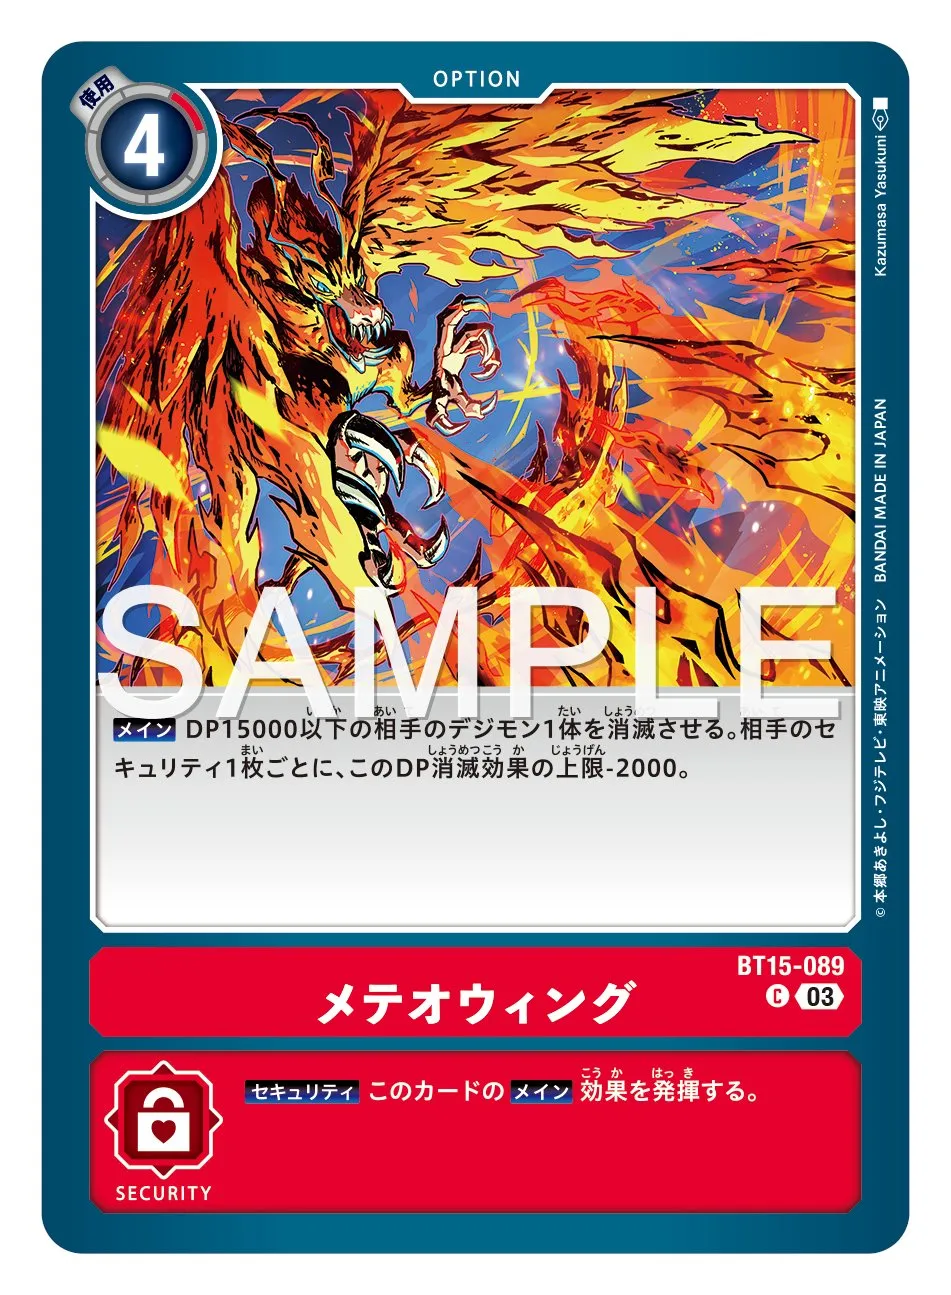 OPTION
使用
4
Kazumasa Yasukuni
BANDAI MADE IN JAPAN
©本郷あきよし・フジテレビ・東映アニメーション
SAMPLE
メイン DP15000以下の相手のデジモン1体を消滅させる。相手のセ
キュリティ1枚ごとに、このDP消滅効果の上限-2000。
BT15-089
C 03
メテオウィング
セキュリティ このカードの メイン 効果を発揮する。
SECURITY